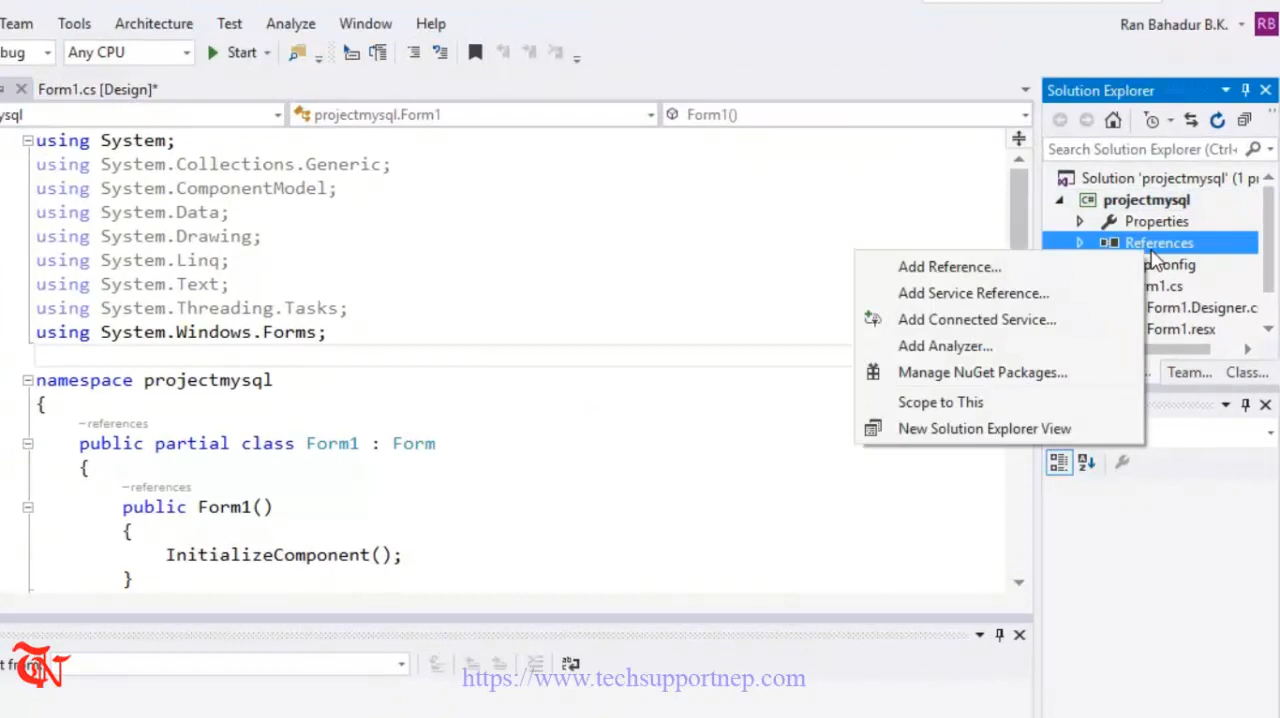 Team Tools Architecture Test Analyze Window Help
Ran Bahadur B.K. RB
bug Any CPU Start
Form1.cs [Design]*
ysql projectmysql.Form1 Form1()
using System;
using System.Collections.Generic;
using System.ComponentModel;
using System.Data;
using System.Drawing;
using System.Linq;
using System.Text;
using System.Threading.Tasks;
using System.Windows.Forms;
namespace projectmysql
{
–references
public partial class Form1 : Form
{
–references
public Form1()
{
InitializeComponent();
}
Solution Explorer
Search Solution Explorer (Ctrl+
Solution 'projectmysql' (1 pr
C# projectmysql
Properties
References
p.config
rm1.cs
Form1.Designer.c
Form1.resx
Team... Class...
Add Reference...
Add Service Reference...
Add Connected Service...
Add Analyzer...
Manage NuGet Packages...
Scope to This
New Solution Explorer View
t from
TN
https://www.techsupportnep.com